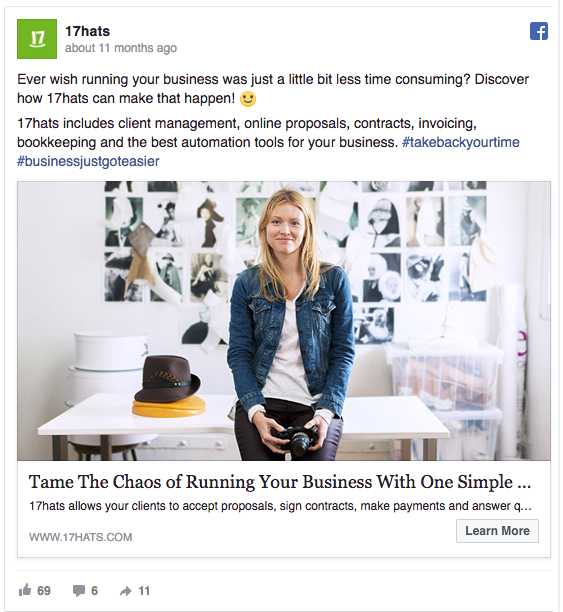 17
17hats
about 11 months ago
f
Ever wish running your business was just a little bit less time consuming? Discover
how 17hats can make that happen! 🙂
17hats includes client management, online proposals, contracts, invoicing,
bookkeeping and the best automation tools for your business. #takebackyourtime
#businessjustgoteasier
Tame The Chaos of Running Your Business With One Simple ...
17hats allows your clients to accept proposals, sign contracts, make payments and answer q...
WWW.17HATS.COM
Learn More
69 6 11